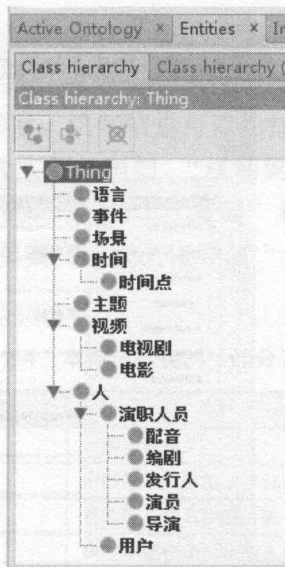 Active Ontology × Entities × In
Class hierarchy Class hierarchy (
Class hierarchy: Thing
Thing
语言
事件
场景
时间
时间点
主题
视频
电视剧
电影
人
演职人员
配音
编剧
发行人
演员
导演
用户